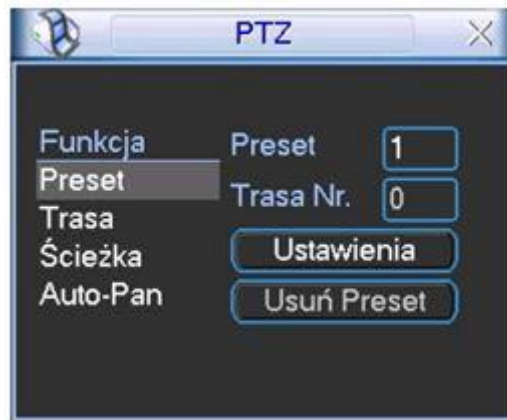 PTZ
Funkcja
Preset
Trasa
Ścieżka
Auto-Pan
Preset 1
Trasa Nr. 0
Ustawienia
Usuń Preset